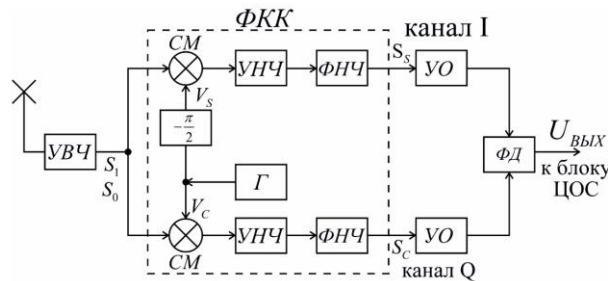 ФКК
канал I
СМ
УНЧ
ФНЧ
S_S
УО
V_S
−π/2
УВЧ
S_1
S_0
Г
ФД
U_ВЫХ
к блоку
ЦОС
V_C
СМ
УНЧ
ФНЧ
S_C
УО
канал Q